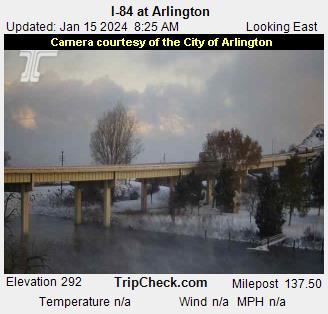 I-84 at Arlington
Updated: Jan 15 2024 8:25 AM Looking East
Camera courtesy of the City of Arlington
Elevation 292 TripCheck.com Milepost 137.50
Temperature n/a Wind n/a MPH n/a